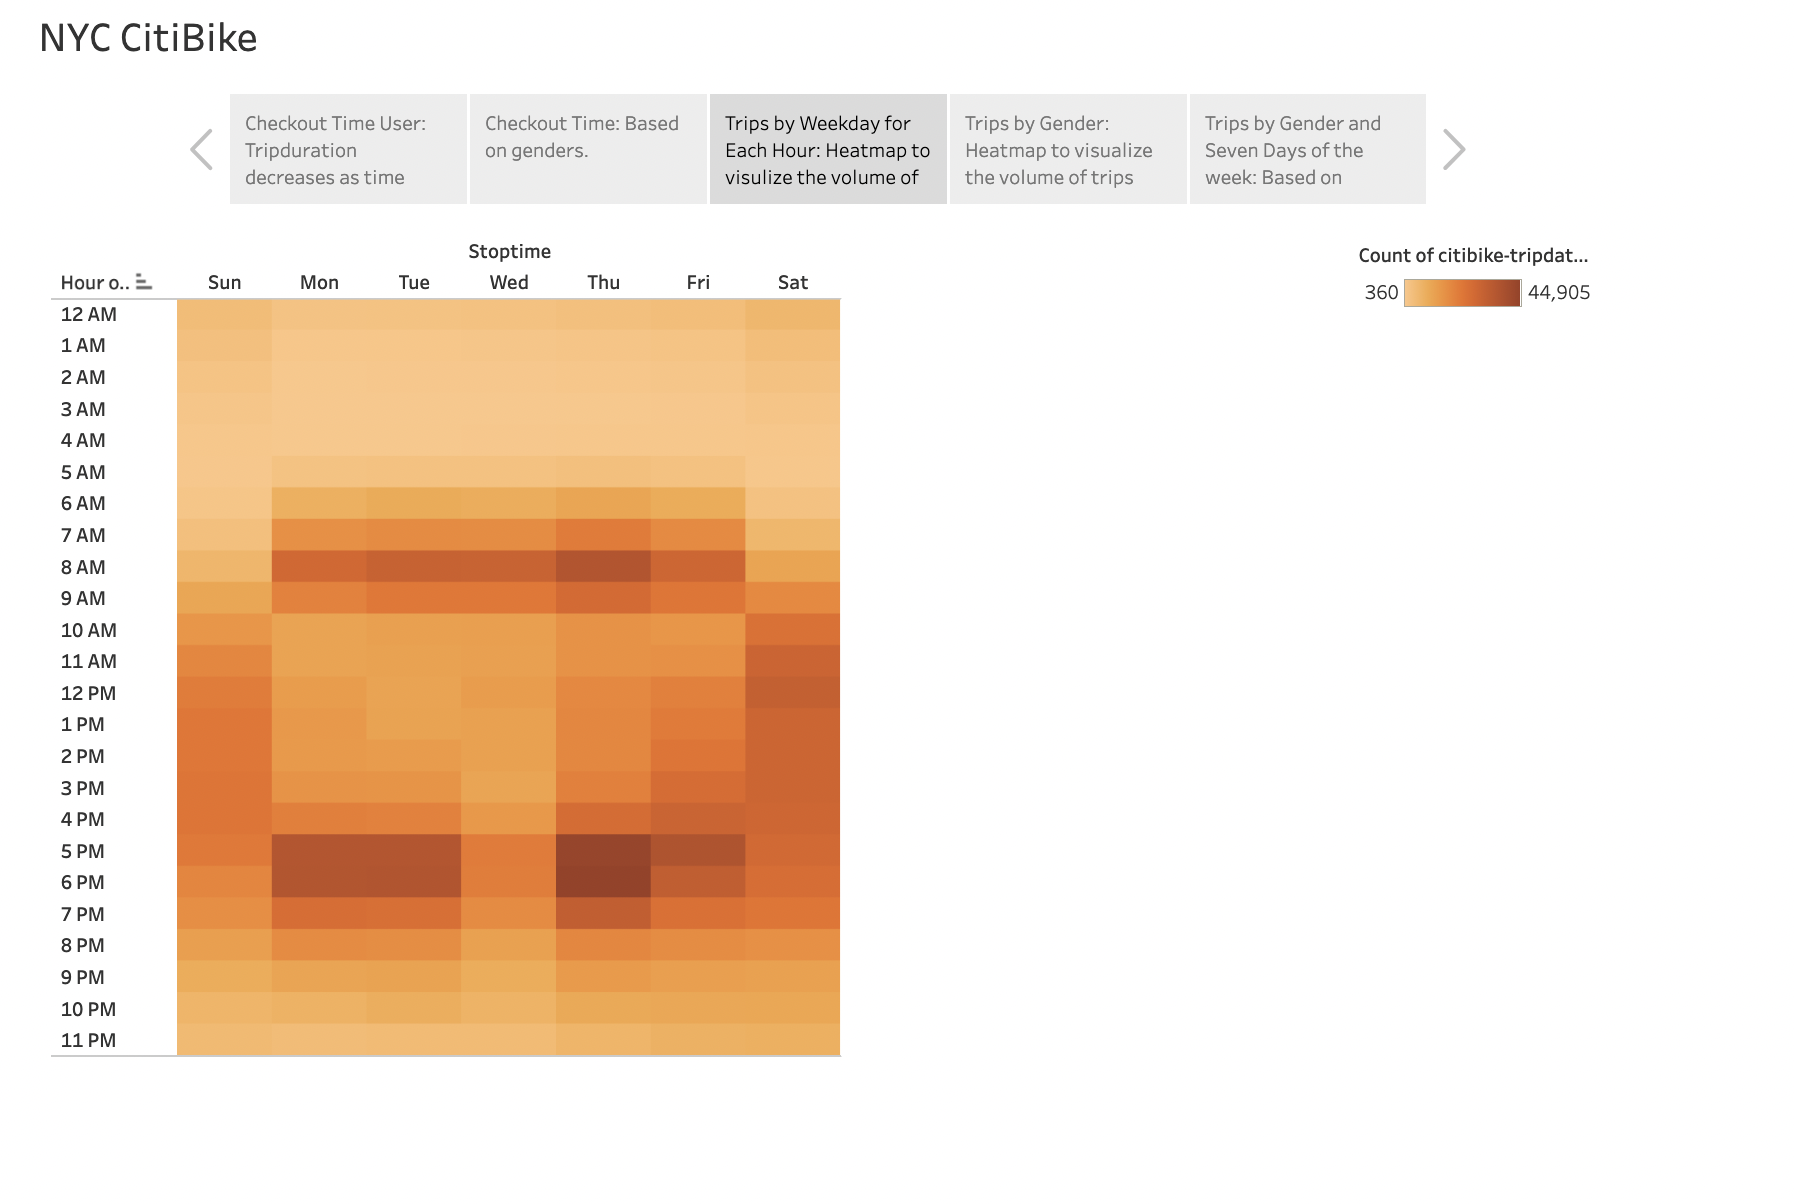 NYC CitiBike
Checkout Time User:
Tripduration
decreases as time
Checkout Time: Based
on genders.
Trips by Weekday for
Each Hour: Heatmap to
visulize the volume of
Trips by Gender:
Heatmap to visualize
the volume of trips
Trips by Gender and
Seven Days of the
week: Based on
Stoptime
Hour o.. Sun Mon Tue Wed Thu Fri Sat
12 AM
1 AM
2 AM
3 AM
4 AM
5 AM
6 AM
7 AM
8 AM
9 AM
10 AM
11 AM
12 PM
1 PM
2 PM
3 PM
4 PM
5 PM
6 PM
7 PM
8 PM
9 PM
10 PM
11 PM
Count of citibike-tripdat...
360 44,905